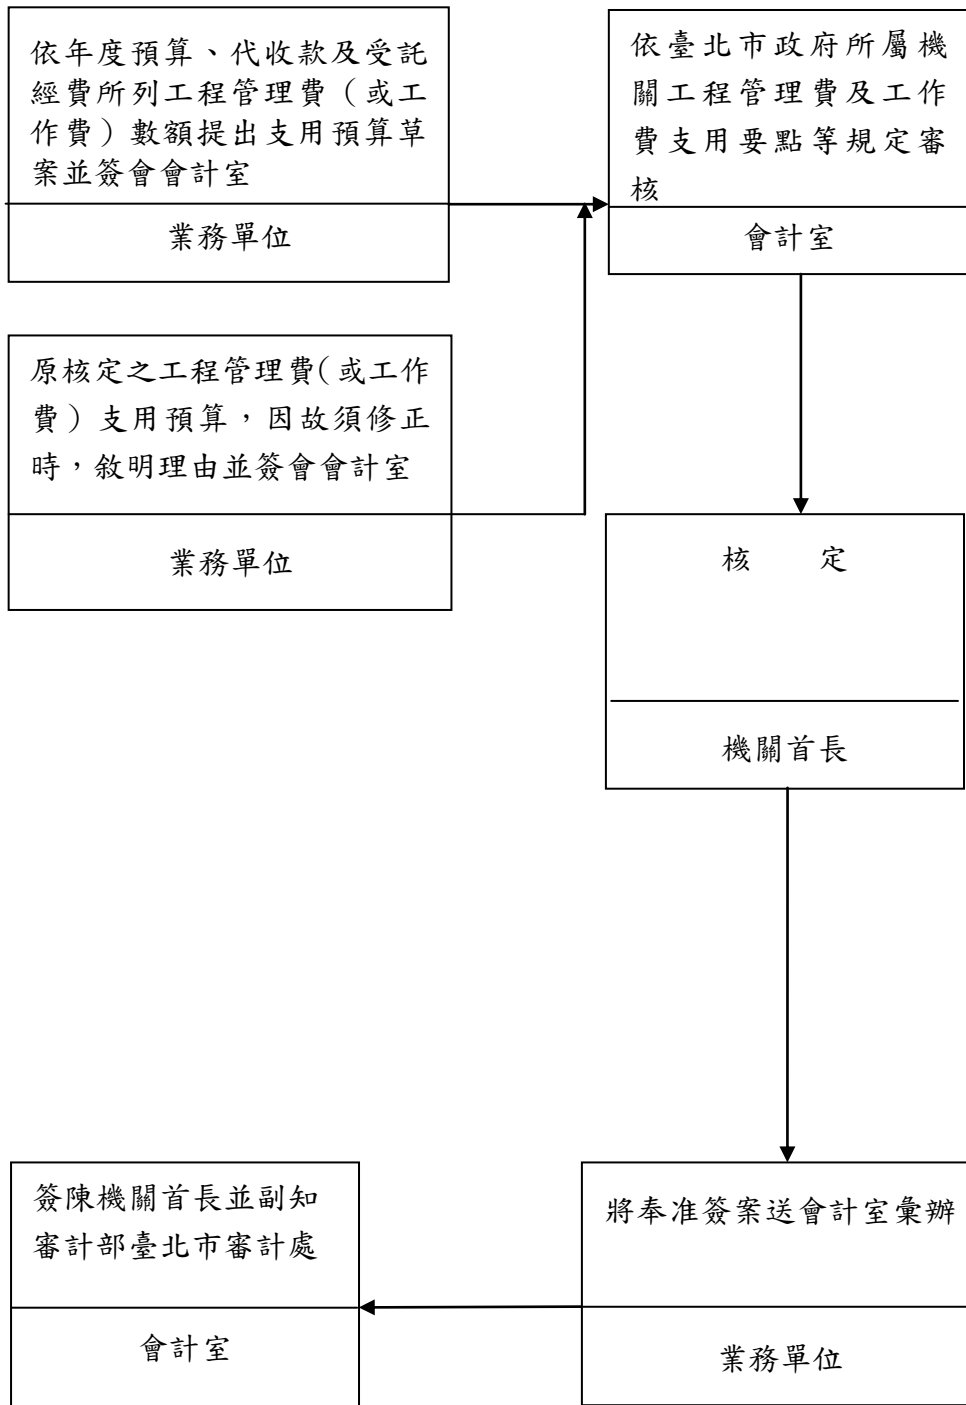 依年度預算、代收款及受託
經費所列工程管理費（或工
作費）數額提出支用預算草
案並簽會會計室
業務單位
依臺北市政府所屬機
關工程管理費及工作
費支用要點等規定審
核
會計室
原核定之工程管理費（或工作
費）支用預算，因故須修正
時，敘明理由並簽會會計室
業務單位
核　　定
機關首長
將奉准簽案送會計室彙辦
業務單位
簽陳機關首長並副知
審計部臺北市審計處
會計室